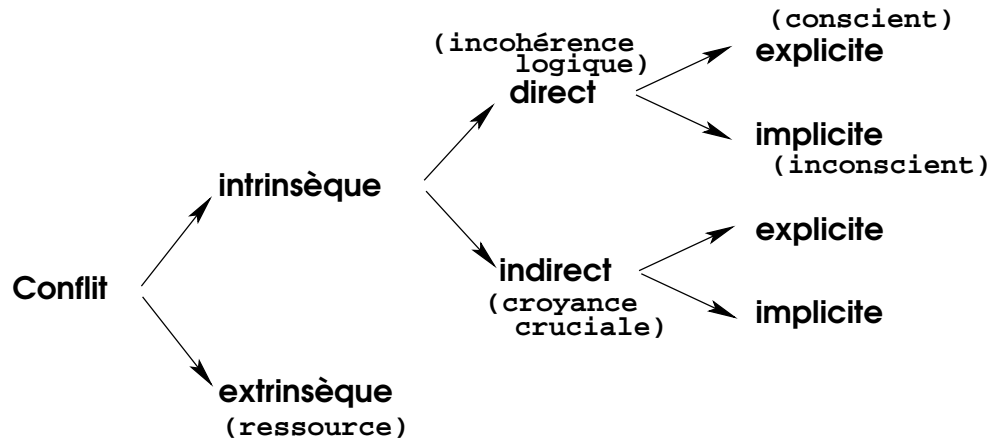 (conscient)
explicite
(incohérence
logique)
direct
implicite
(inconscient)
intrinsèque
explicite
indirect
(croyance
cruciale)
implicite
Conflit
extrinsèque
(ressource)